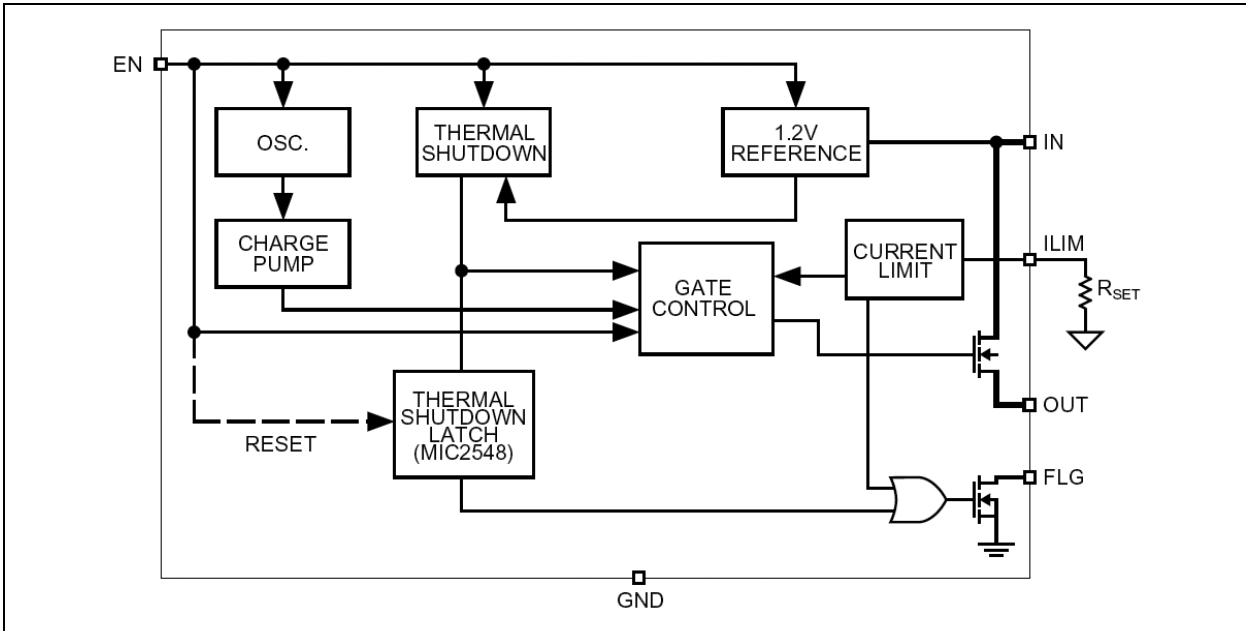 EN
OSC.
THERMAL
SHUTDOWN
1.2V
REFERENCE
IN
CHARGE
PUMP
GATE
CONTROL
CURRENT
LIMIT
ILIM
RSET
THERMAL
SHUTDOWN
LATCH
(MIC2548)
RESET
OUT
FLG
GND